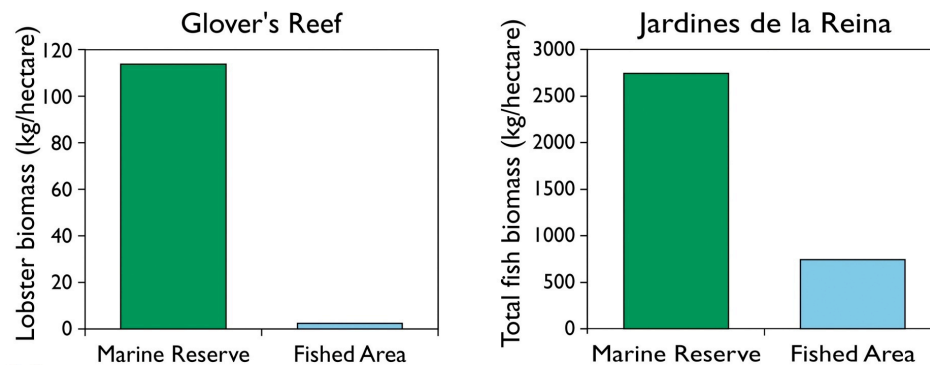 Glover's Reef
Lobster biomass (kg/hectare)
120
100
80
60
40
20
0
Marine Reserve
Fished Area
Jardines de la Reina
Total fish biomass (kg/hectare)
3000
2500
2000
1500
1000
500
0
Marine Reserve
Fished Area